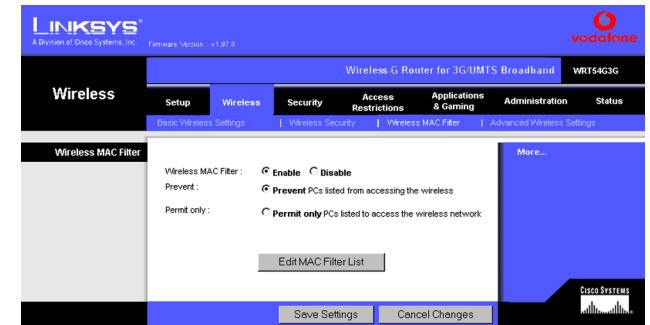 LINKSYS®
A Division of Cisco Systems, Inc.
Firmware Version : v1.97.8
vodafone
Wireless-G Router for 3G/UMTS Broadband WRT54G3G
Wireless
Setup Wireless Security Access Restrictions Applications & Gaming Administration Status
Basic Wireless Settings | Wireless Security | Wireless MAC Filter | Advanced Wireless Settings
Wireless MAC Filter
More...
Wireless MAC Filter : Enable Disable
Prevent : Prevent PCs listed from accessing the wireless
Permit only : Permit only PCs listed to access the wireless network
Edit MAC Filter List
CISCO SYSTEMS
Save Settings Cancel Changes